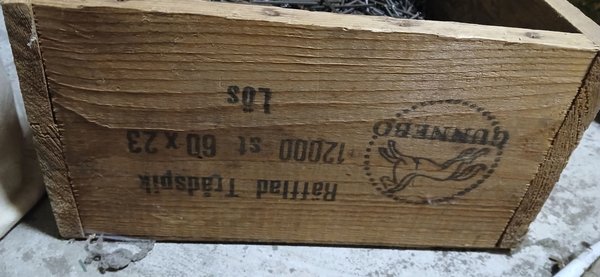 GUNNEBO
Räfflad Trådspik
12000 st 60 x 23
Lös